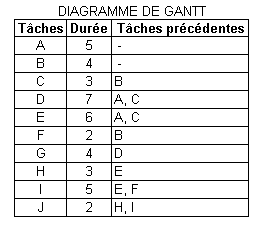 DIAGRAMME DE GANTT
Tâches Durée Tâches précédentes
A 5 -
B 4 -
C 3 B
D 7 A, C
E 6 A, C
F 2 B
G 4 D
H 3 E
I 5 E, F
J 2 H, I